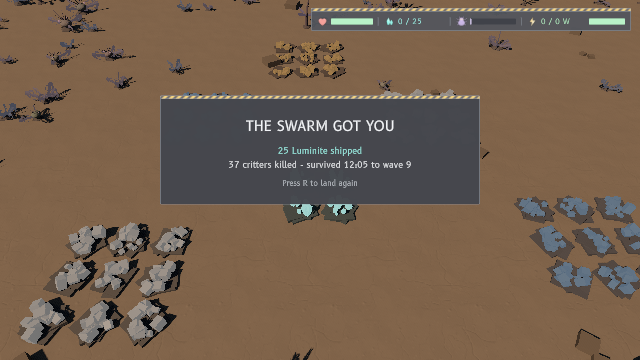 0 / 25
0 / 0 W
THE SWARM GOT YOU
25 Luminite shipped
37 critters killed - survived 12:05 to wave 9
Press R to land again